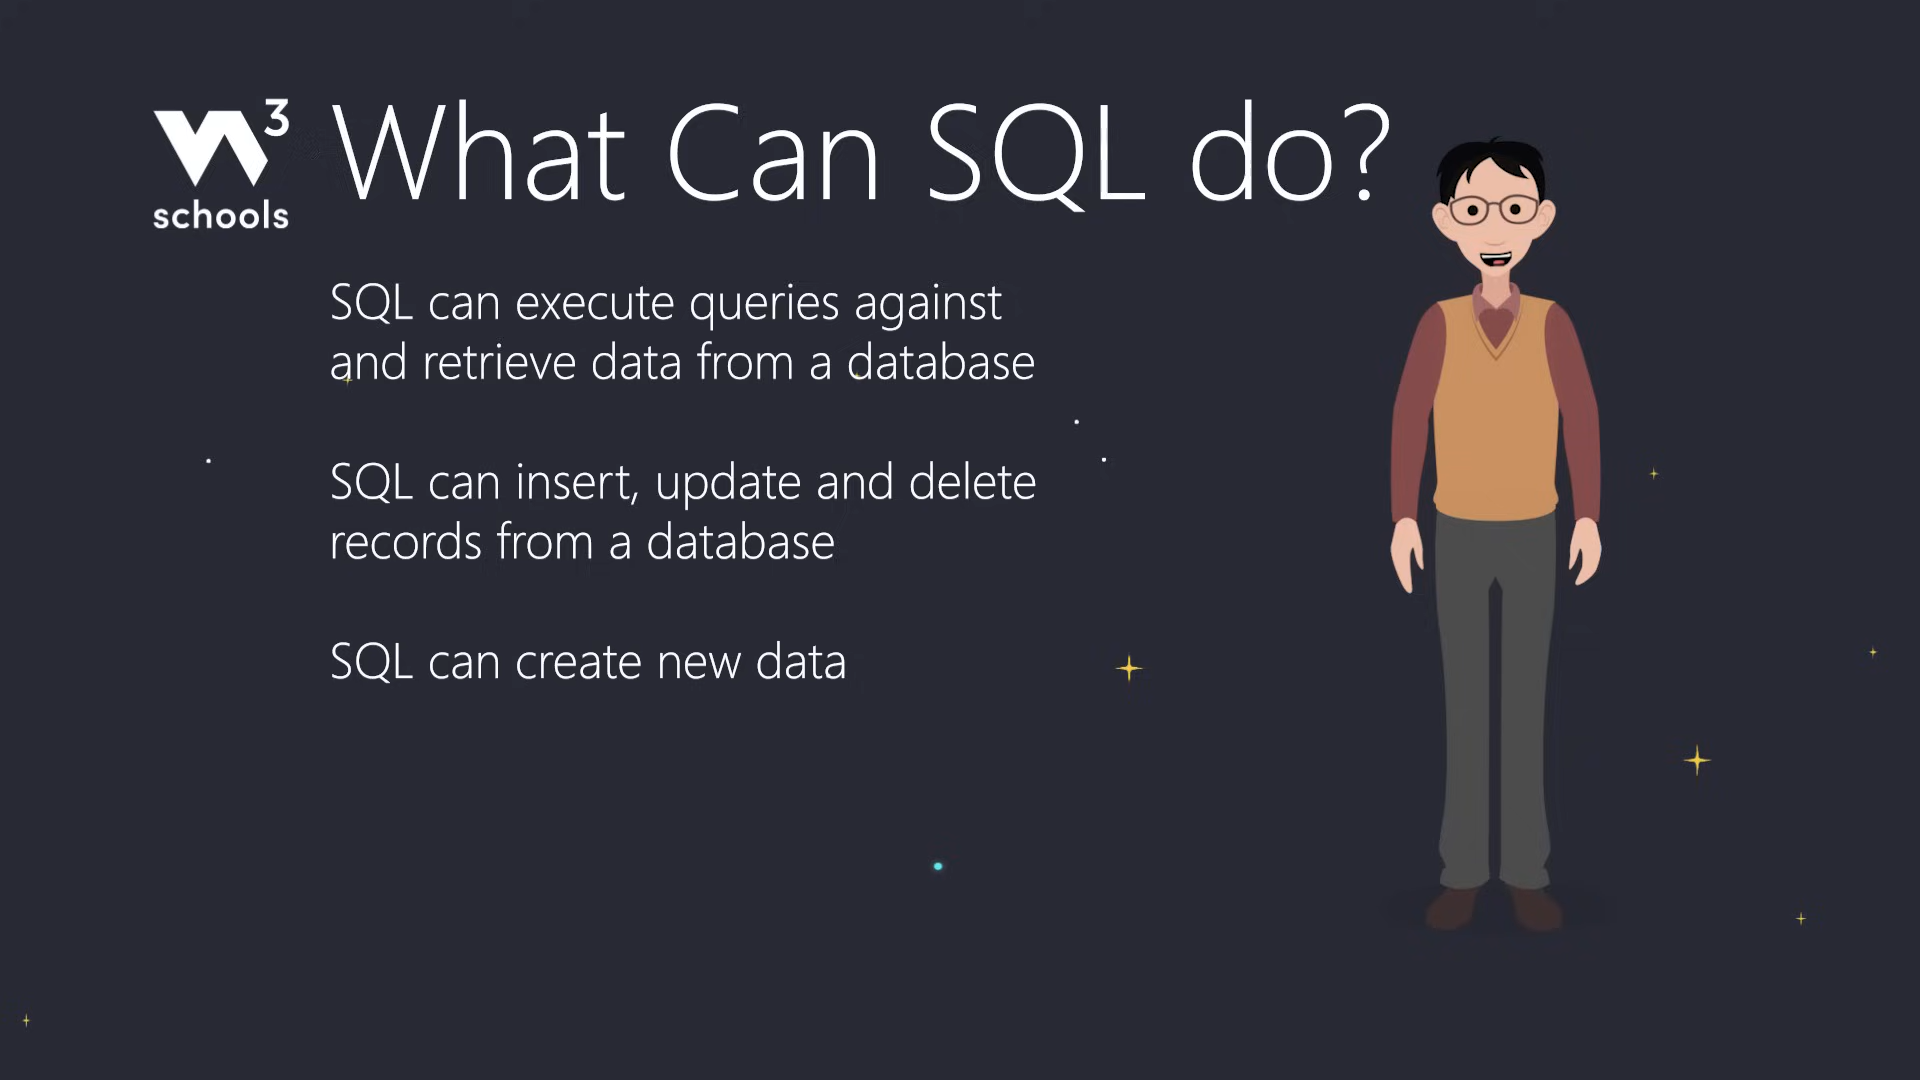 W3
schools
What Can SQL do?
SQL can execute queries against
and retrieve data from a database
SQL can insert, update and delete
records from a database
SQL can create new data